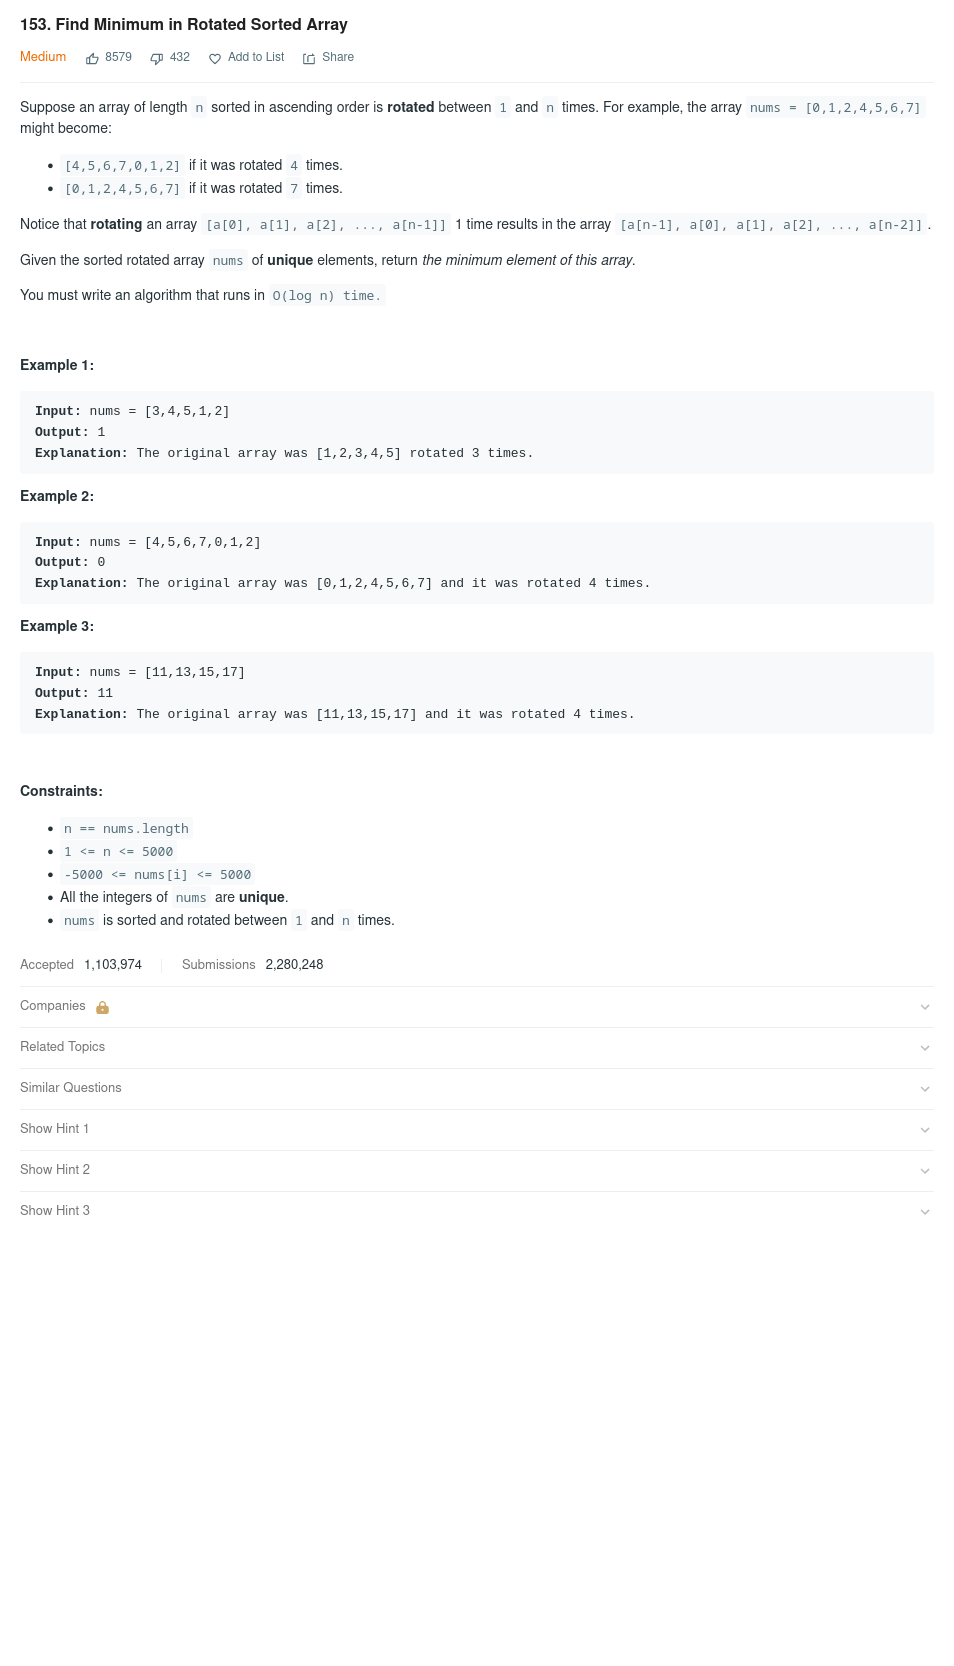 153. Find Minimum in Rotated Sorted Array
Medium 8579 432 Add to List Share
Suppose an array of length n sorted in ascending order is rotated between 1 and n times. For example, the array nums = [0,1,2,4,5,6,7]
might become:
• [4,5,6,7,0,1,2] if it was rotated 4 times.
• [0,1,2,4,5,6,7] if it was rotated 7 times.
Notice that rotating an array [a[0], a[1], a[2], ..., a[n-1]] 1 time results in the array [a[n-1], a[0], a[1], a[2], ..., a[n-2]].
Given the sorted rotated array nums of unique elements, return the minimum element of this array.
You must write an algorithm that runs in O(log n) time.
Example 1:
Input: nums = [3,4,5,1,2]
Output: 1
Explanation: The original array was [1,2,3,4,5] rotated 3 times.
Example 2:
Input: nums = [4,5,6,7,0,1,2]
Output: 0
Explanation: The original array was [0,1,2,4,5,6,7] and it was rotated 4 times.
Example 3:
Input: nums = [11,13,15,17]
Output: 11
Explanation: The original array was [11,13,15,17] and it was rotated 4 times.
Constraints:
• n == nums.length
• 1 <= n <= 5000
• -5000 <= nums[i] <= 5000
• All the integers of nums are unique.
• nums is sorted and rotated between 1 and n times.
Accepted 1,103,974 Submissions 2,280,248
Companies
Related Topics
Similar Questions
Show Hint 1
Show Hint 2
Show Hint 3